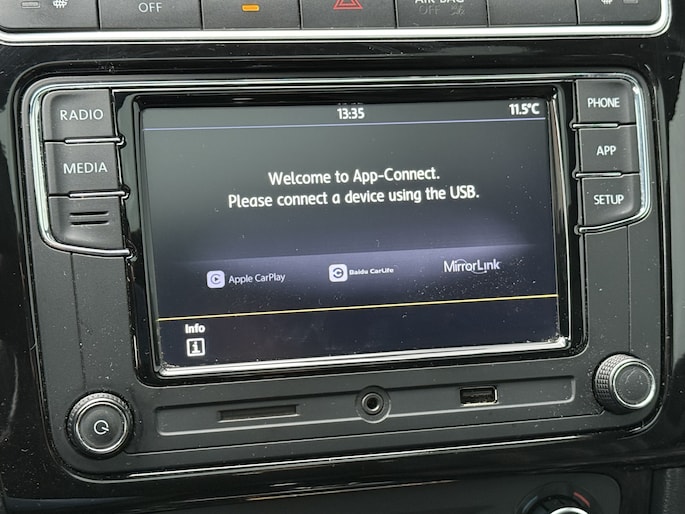 OFF
AIR BAG
OFF
RADIO
MEDIA
13:35
11.5°C
Welcome to App-Connect.
Please connect a device using the USB.
Apple CarPlay
Baidu CarLife
MirrorLink
Info
i
PHONE
APP
SETUP